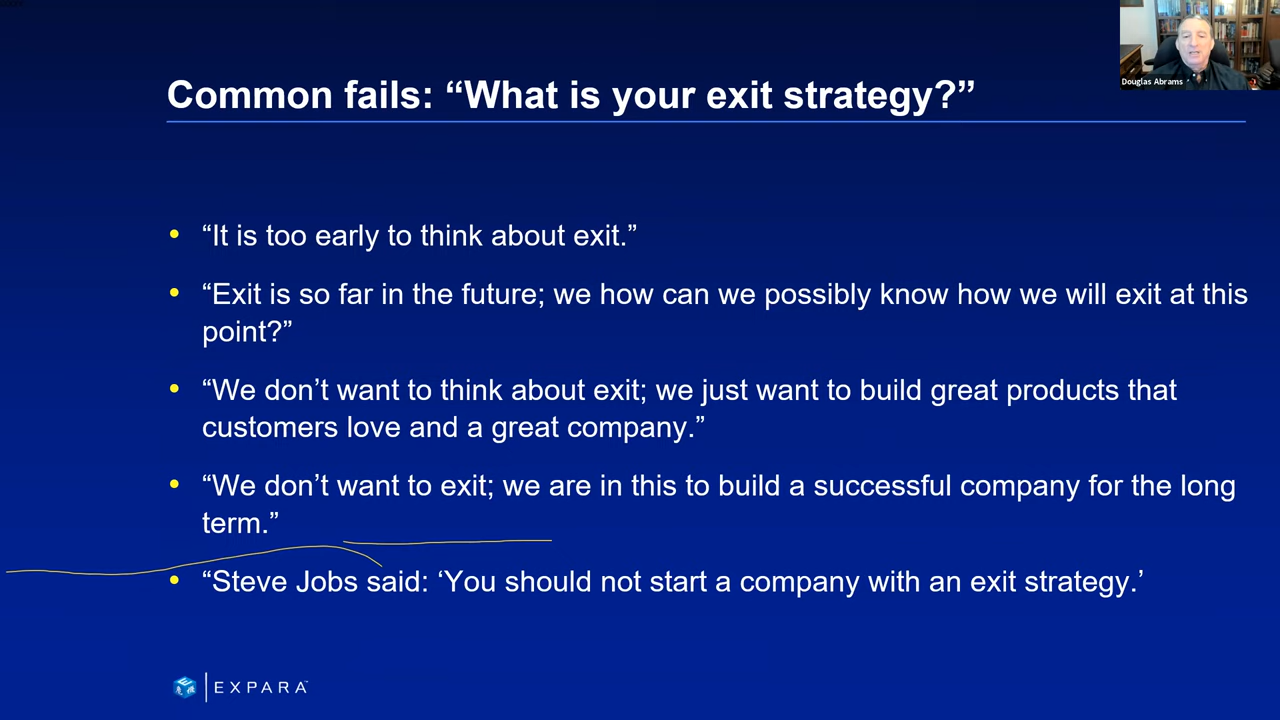 Douglas Abrams
Common fails: “What is your exit strategy?”
• “It is too early to think about exit.”
• “Exit is so far in the future; we how can we possibly know how we will exit at this
point?”
• “We don’t want to think about exit; we just want to build great products that
customers love and a great company.”
• “We don’t want to exit; we are in this to build a successful company for the long
term.”
• “Steve Jobs said: ‘You should not start a company with an exit strategy.’
EXPARA™